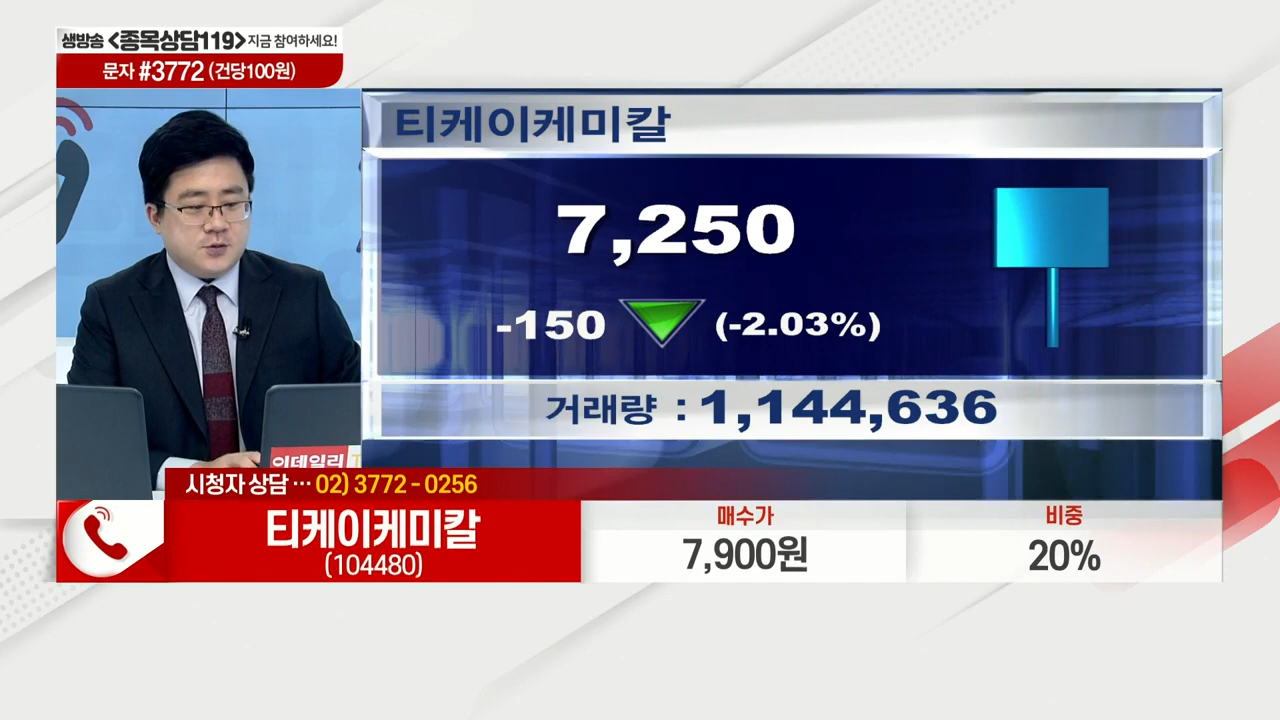 생방송 <종목상담119> 지금 참여하세요!
문자 #3772 (건당100원)
티케이케미칼
7,250
-150 (-2.03%)
거래량 : 1,144,636
이데일리
시청자 상담 ··· 02) 3772 - 0256
티케이케미칼
(104480)
매수가
7,900원
비중
20%